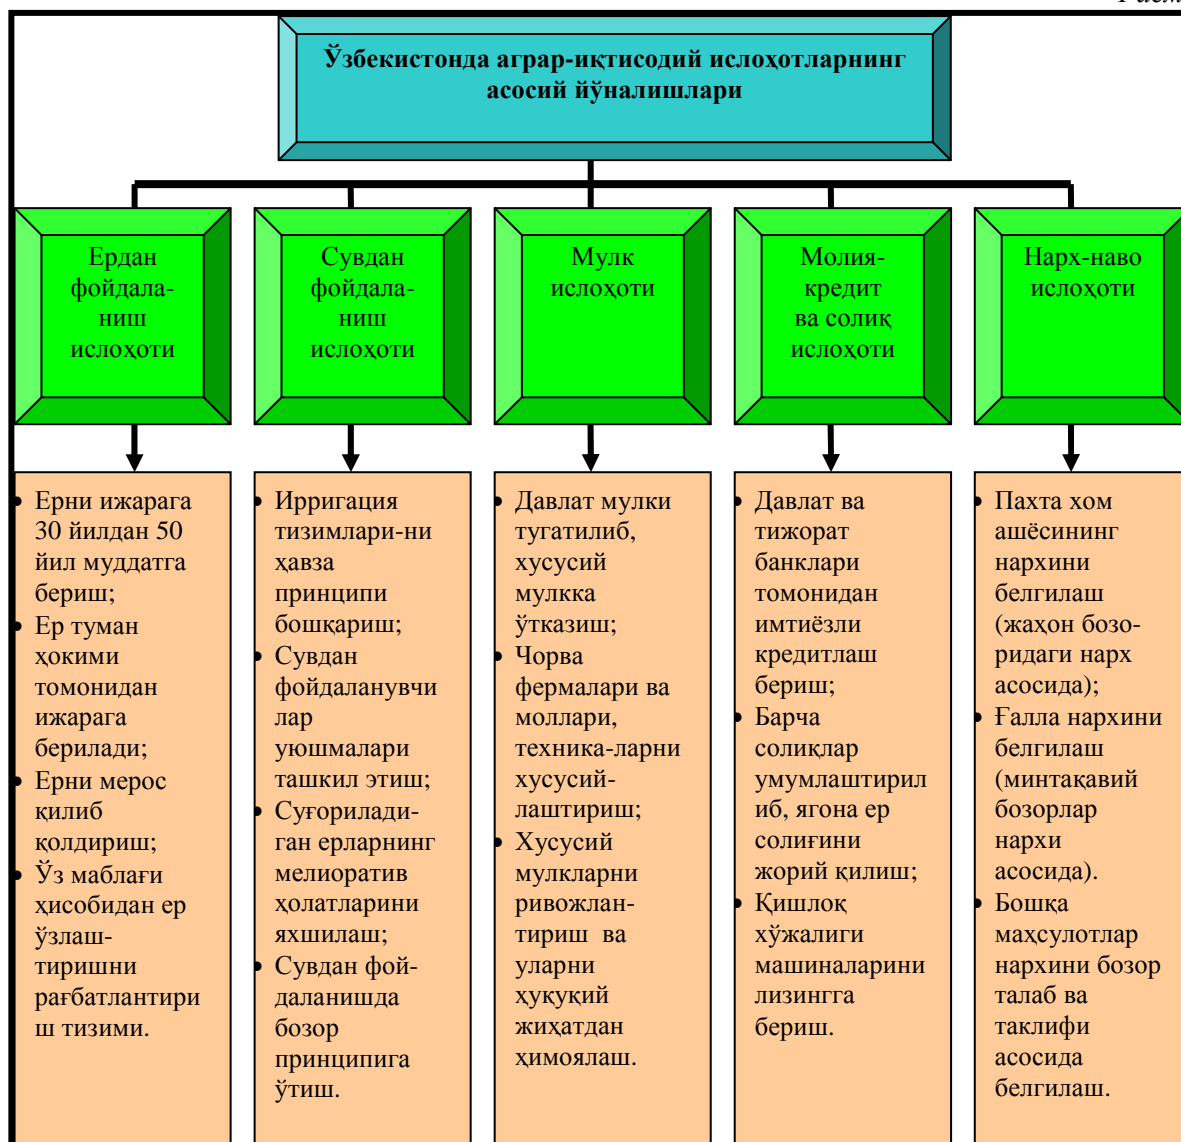 Ўзбекистонда аграр-иқтисодий ислоҳотларнинг
асосий йўналишлари
Ердан
фойдала-
ниш
ислоҳоти
Сувдан
фойдала-
ниш
ислоҳоти
Мулк
ислоҳоти
Молия-
кредит
ва солиқ
ислоҳоти
Нарх-наво
ислоҳоти
• Ерни ижарага
30 йилдан 50
йил муддатга
бериш;
• Ер туман
ҳокими
томонидан
ижарага
берилади;
• Ерни мерос
қилиб
қолдириш;
• Ўз маблағи
ҳисобидан ер
ўзлаш-
тиришни
рағбатлантири
ш тизими.
• Ирригация
тизимлари-ни
ҳавза
принципи
бошқариш;
• Сувдан
фойдаланувчи
лар
уюшмалари
ташкил этиш;
• Суғорилади-
ган ерларнинг
мелиоратив
ҳолатларини
яхшилаш;
• Сувдан фой-
даланишда
бозор
принципига
ўтиш.
• Давлат мулки
тугатилиб,
хусусий
мулкка
ўтказиш;
• Чорва
фермалари ва
моллари,
техника-ларни
хусусий-
лаштириш;
• Хусусий
мулкларни
ривожлан-
тириш ва
уларни
ҳуқуқий
жиҳатдан
ҳимоялаш.
• Давлат ва
тижорат
банклари
томонидан
имтиёзли
кредитлаш
бериш;
• Барча
солиқлар
умумлаштирил
иб, ягона ер
солиғини
жорий қилиш;
• Қишлоқ
хўжалиги
машиналарини
лизингга
бериш.
• Пахта хом
ашёсининг
нархини
белгилаш
(жаҳон бозо-
ридаги нарх
асосида);
• Ғалла нархини
белгилаш
(минтақавий
бозорлар
нархи
асосида).
• Бошқа
маҳсулотлар
нархини бозор
талаб ва
таклифи
асосида
белгилаш.